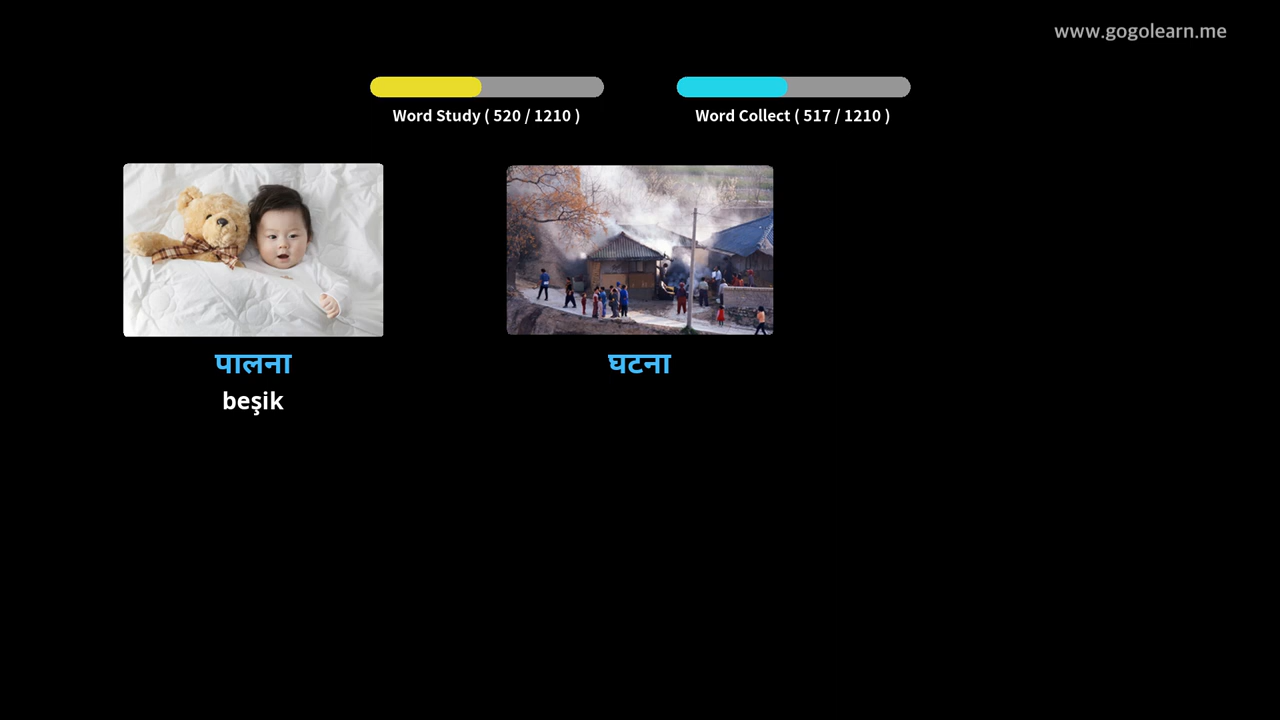 www.gogolearn.me
Word Study ( 520 / 1210 )
Word Collect ( 517 / 1210 )
पालना
beşik
घटना